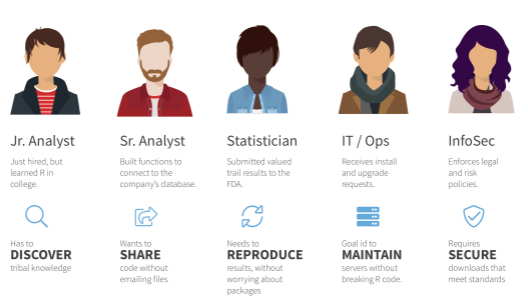 Jr. Analyst
Just hired, but
learned R in
college.
Has to
DISCOVER
tribal knowledge
Sr. Analyst
Built functions to
connect to the
company's database.
Wants to
SHARE
code without
emailing files.
Statistician
Submitted valued
trail results to the
FDA.
Needs to
REPRODUCE
results, without
worrying about
packages
IT / Ops
Receives install
and upgrade
requests.
Goal id to
MAINTAIN
servers without
breaking R code.
InfoSec
Enforces legal
and risk
policies.
Requires
SECURE
downloads that
meet standards